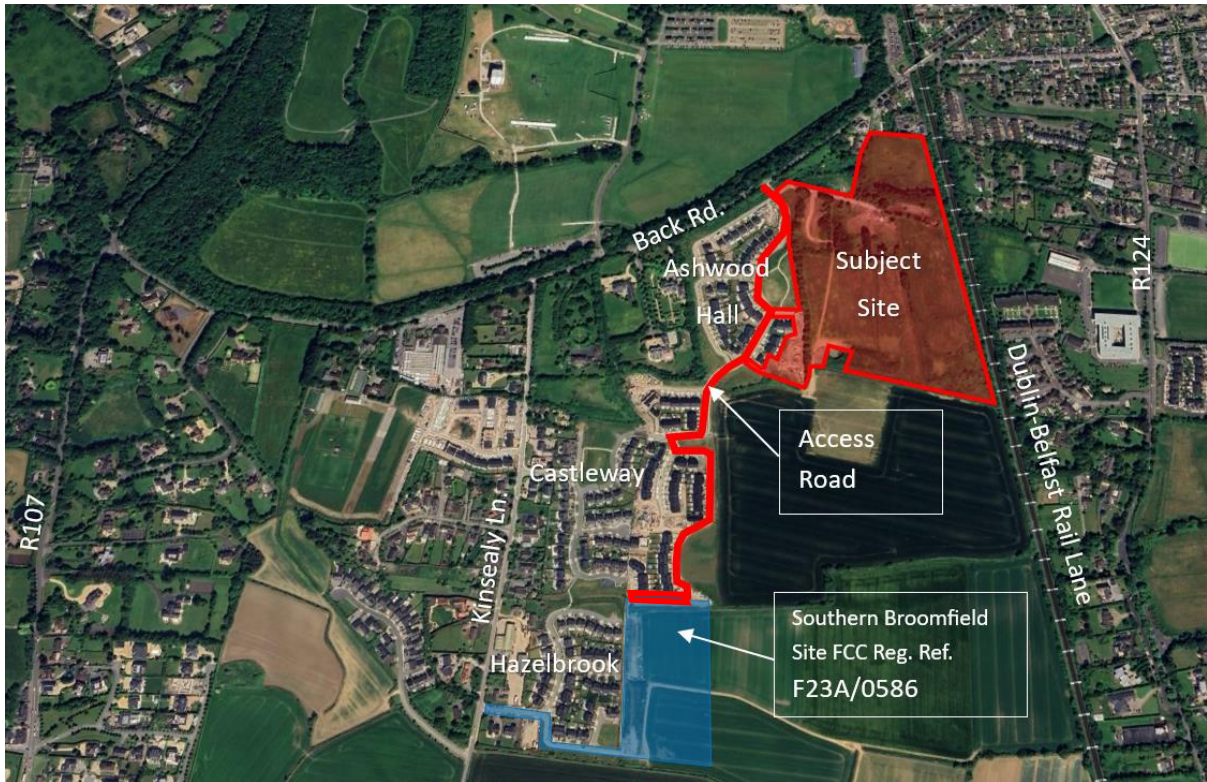 Back Rd.
Ashwood
Hall
Subject
Site
R124
Dublin-Belfast Rail Lane
Access
Road
Castleway
Kinsealy Ln.
R107
Southern Broomfield
Site FCC Reg. Ref.
F23A/0586
Hazelbrook